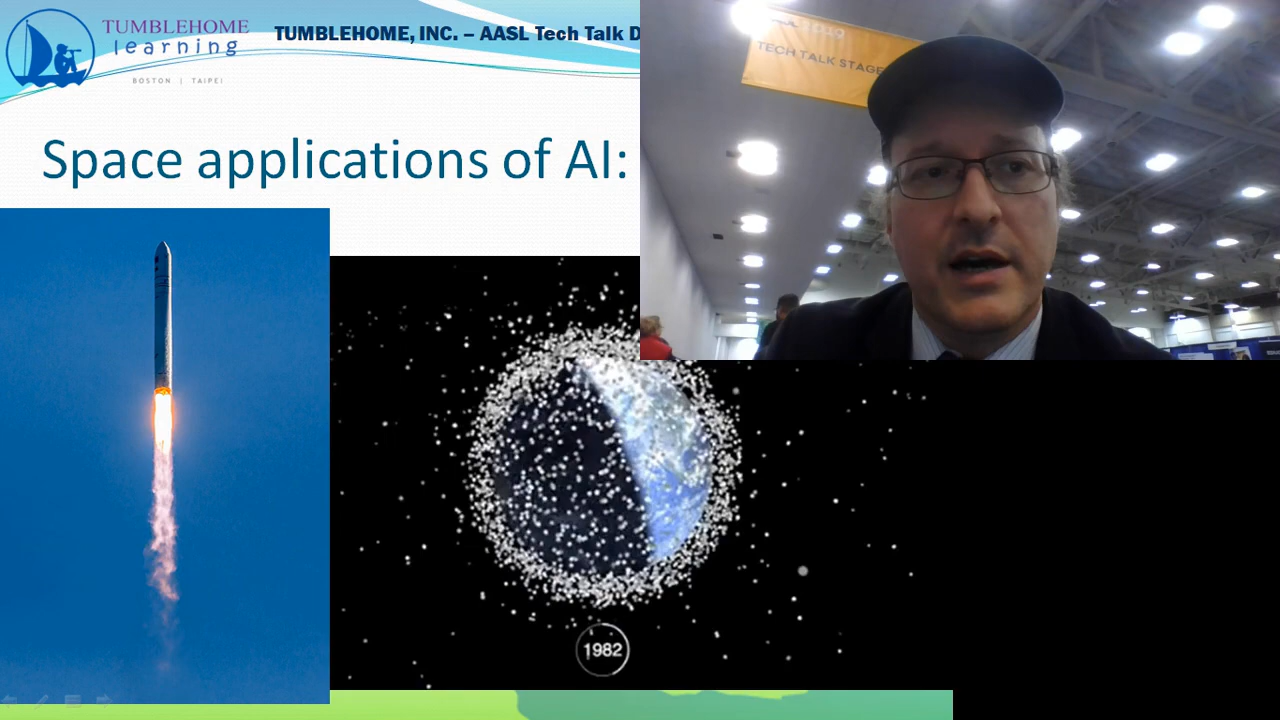 TUMBLEHOME
learning
BOSTON | TAIPEI
TUMBLEHOME, INC. – AASL Tech Talk D
TECH TALK STAGE
Space applications of AI:
1982